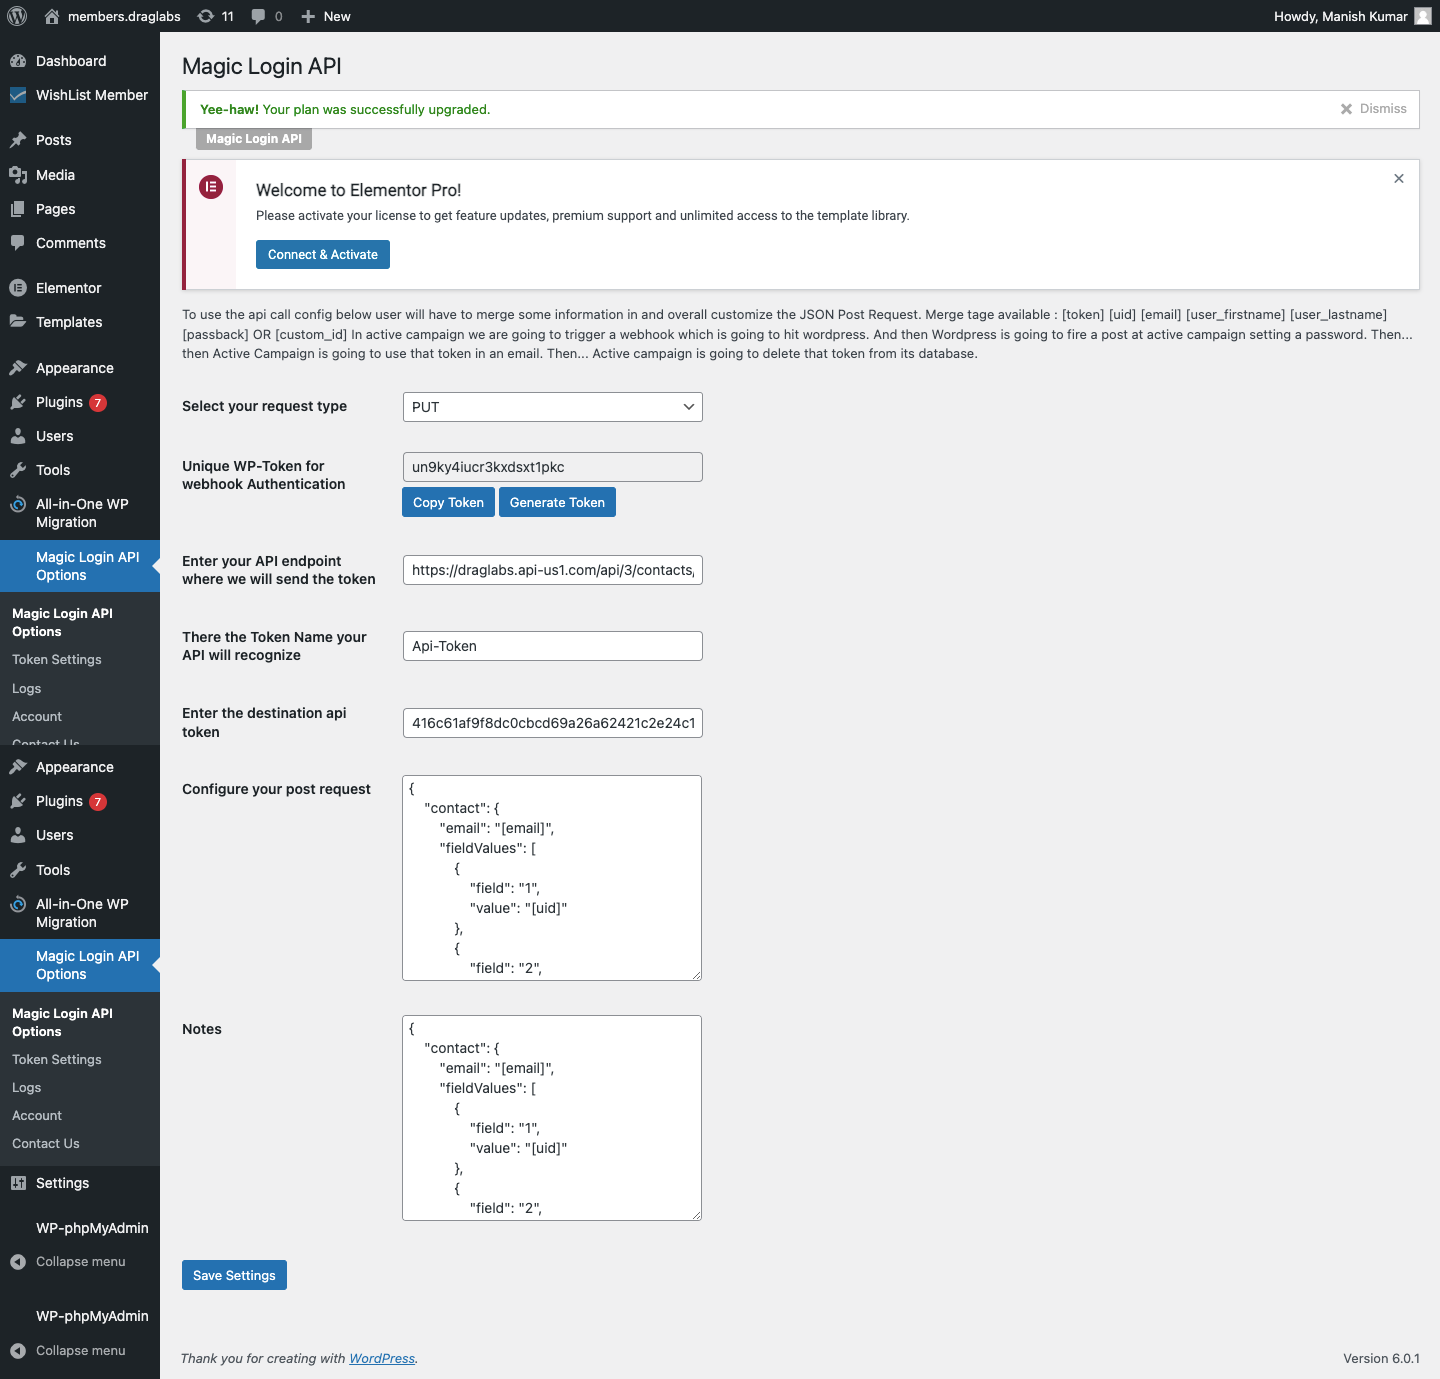 members.draglabs 11 0 New Howdy, Manish Kumar
Dashboard
WishList Member
Posts
Media
Pages
Comments
Elementor
Templates
Appearance
Plugins 7
Users
Tools
All-in-One WP
Migration
Magic Login API
Options
Magic Login API
Options
Token Settings
Logs
Account
Contact Us
Appearance
Plugins 7
Users
Tools
All-in-One WP
Migration
Magic Login API
Options
Magic Login API
Options
Token Settings
Logs
Account
Contact Us
Settings
WP-phpMyAdmin
Collapse menu
WP-phpMyAdmin
Collapse menu
Magic Login API
Yee-haw! Your plan was successfully upgraded. Dismiss
Magic Login API
Welcome to Elementor Pro!
Please activate your license to get feature updates, premium support and unlimited access to the template library.
Connect & Activate
To use the api call config below user will have to merge some information in and overall customize the JSON Post Request. Merge tage available : [token] [uid] [email] [user_firstname] [user_lastname]
[passback] OR [custom_id] In active campaign we are going to trigger a webhook which is going to hit wordpress. And then Wordpress is going to fire a post at active campaign setting a password. Then...
then Active Campaign is going to use that token in an email. Then... Active campaign is going to delete that token from its database.
Select your request type
PUT
Unique WP-Token for
webhook Authentication
un9ky4iucr3kxdsxt1pkc
Copy Token Generate Token
Enter your API endpoint
where we will send the token
https://draglabs.api-us1.com/api/3/contacts/
There the Token Name your
API will recognize
Api-Token
Enter the destination api
token
416c61af9f8dc0cbcd69a26a62421c2e24c1
Configure your post request
{
"contact": {
"email": "[email]",
"fieldValues": [
{
"field": "1",
"value": "[uid]"
},
{
"field": "2",
Notes
{
"contact": {
"email": "[email]",
"fieldValues": [
{
"field": "1",
"value": "[uid]"
},
{
"field": "2",
Save Settings
Thank you for creating with WordPress. Version 6.0.1